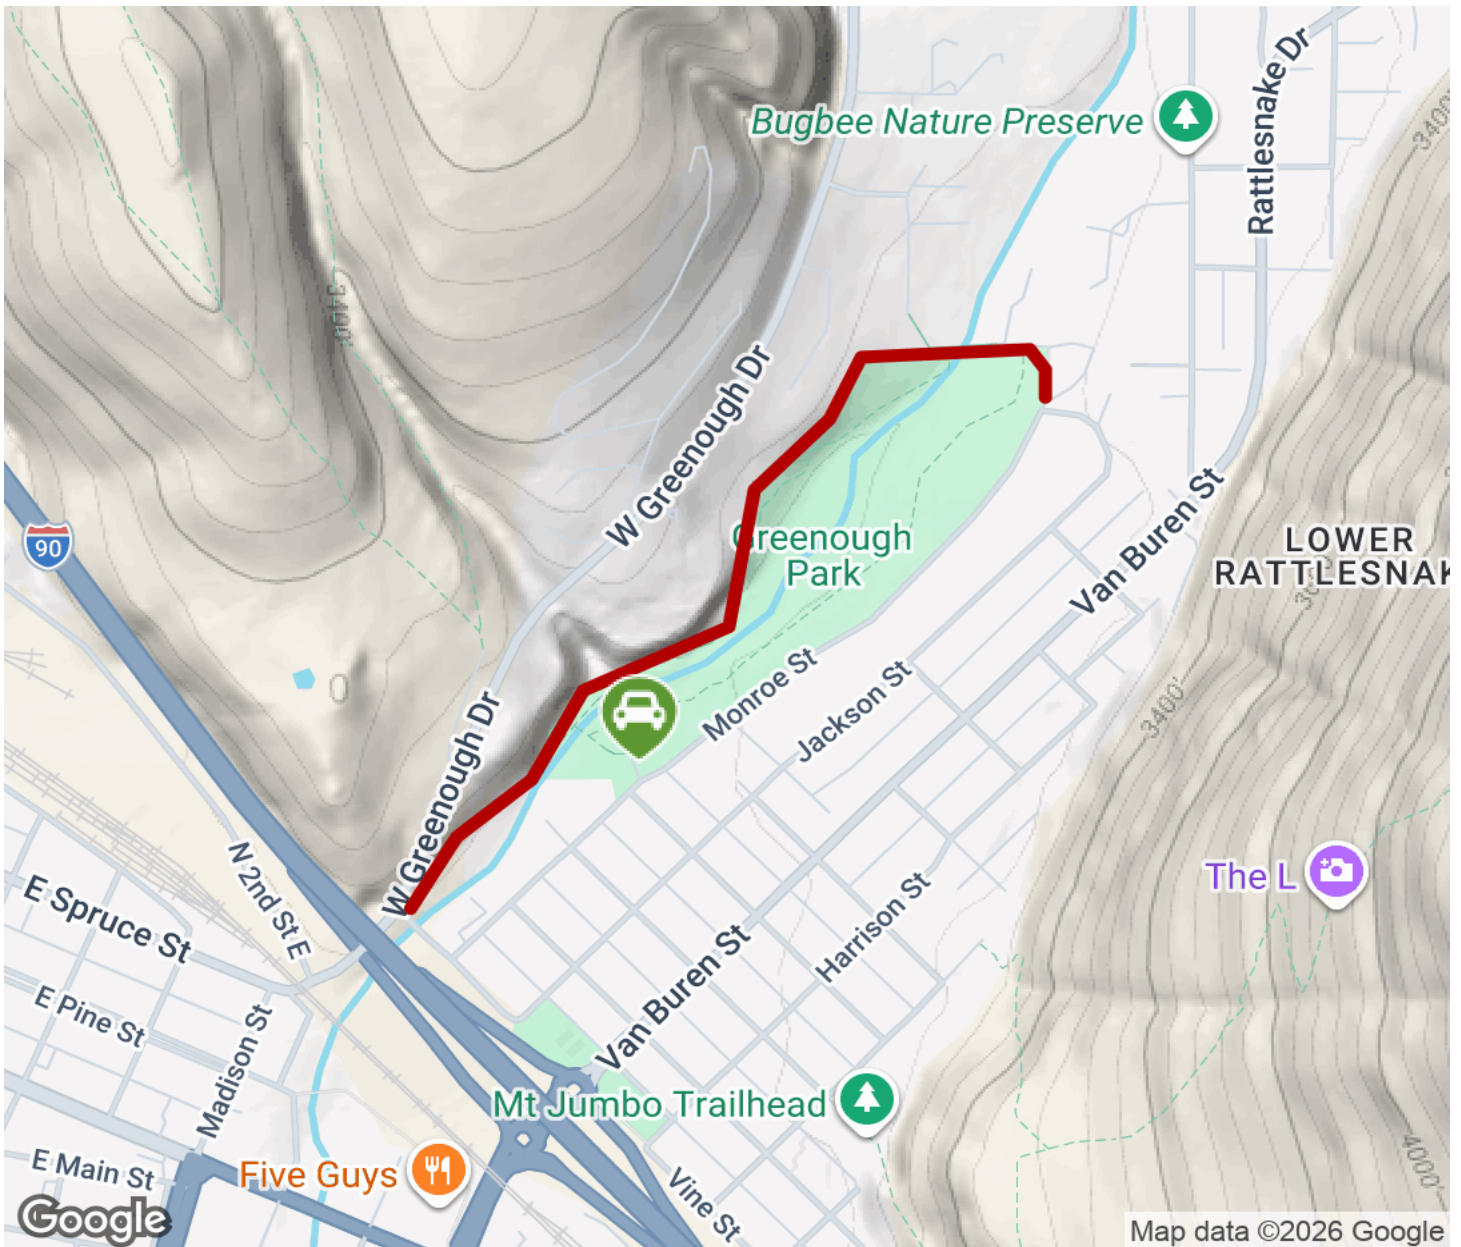 Bugbee Nature Preserve
Rattlesnake Dr
3400'
3400'
W Greenough Dr
90
Greenough
Park
Van Buren St
LOWER
RATTLESNAK
Monroe St
Jackson St
3400'
W Greenough Dr
The L
N 2nd St E
E Spruce St
Harrison St
E Pine St
Van Buren St
Madison St
Mt Jumbo Trailhead
E Main St
Five Guys
Vine St
4000'
Google
Map data ©2026 Google